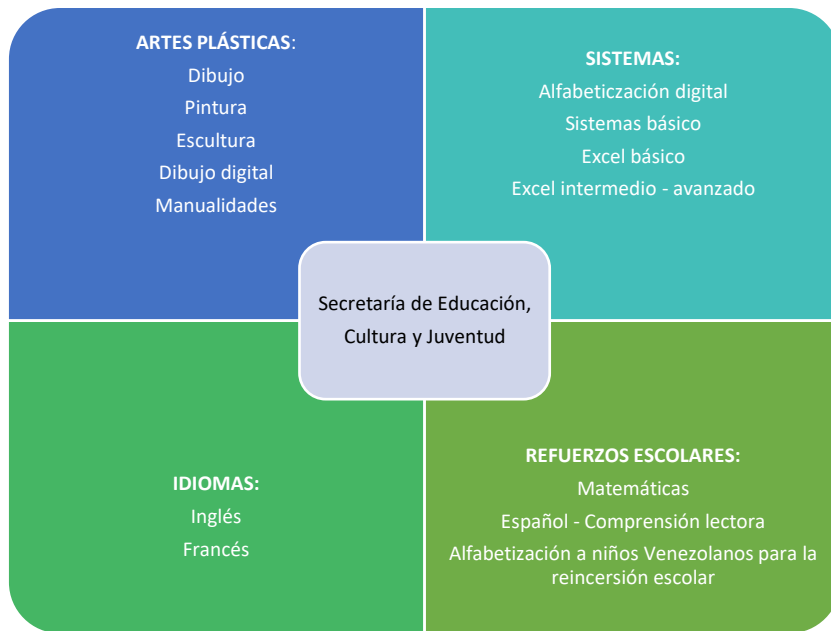 ARTES PLÁSTICAS:
Dibujo
Pintura
Escultura
Dibujo digital
Manualidades
SISTEMAS:
Alfabeticzación digital
Sistemas básico
Excel básico
Excel intermedio - avanzado
Secretaría de Educación,
Cultura y Juventud
IDIOMAS:
Inglés
Francés
REFUERZOS ESCOLARES:
Matemáticas
Español - Comprensión lectora
Alfabetización a niños Venezolanos para la
reincersión escolar